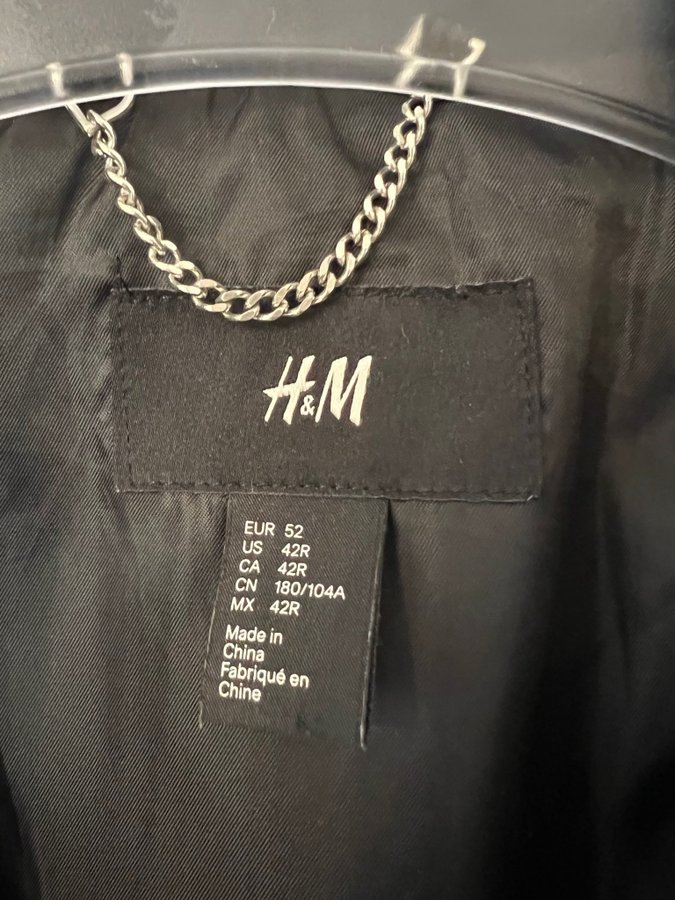 H&M
EUR 52
US 42R
CA 42R
CN 180/104A
MX 42R
Made in
China
Fabriqué en
Chine